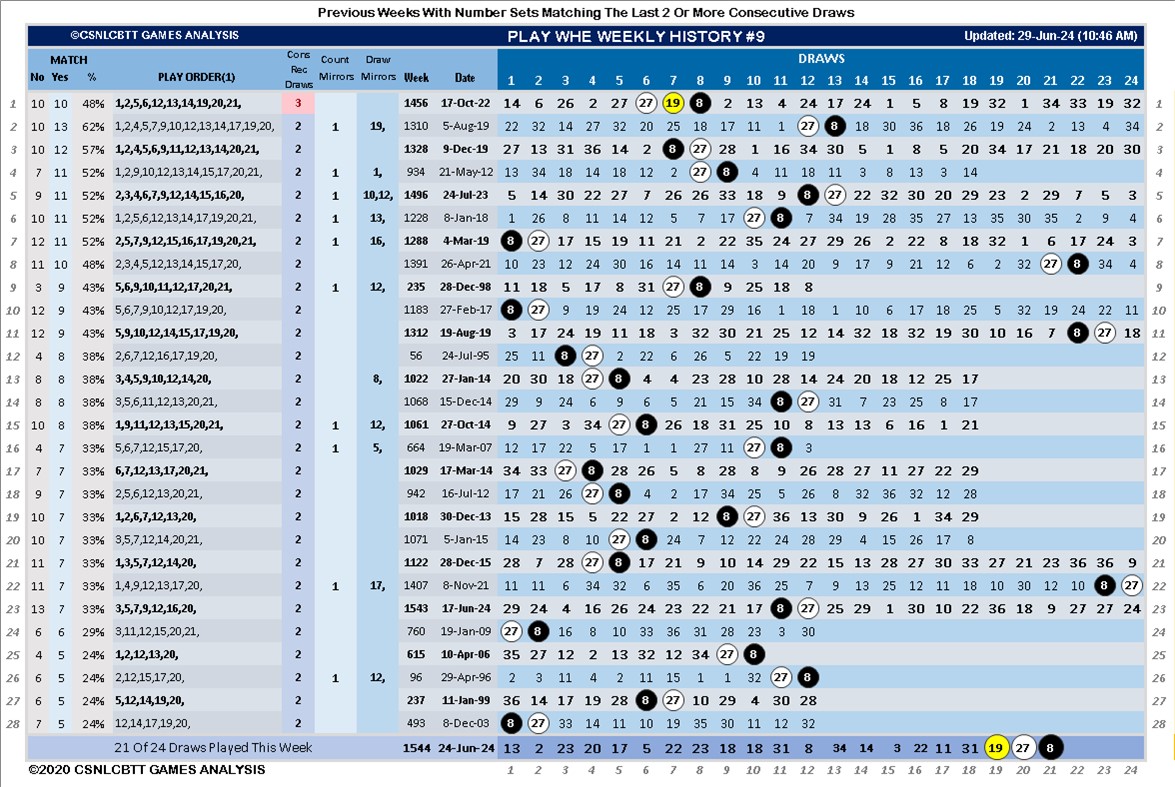 Previous Weeks With Number Sets Matching The Last 2 Or More Consecutive Draws
©CSNLCBTT GAMES ANALYSIS PLAY WHE WEEKLY HISTORY #9 Updated: 29-Jun-24 (10:46 AM)
MATCH Cons Rec Draws Count Mirrors Draw Mirrors DRAWS
No Yes % PLAY ORDER(1) Week Date 1 2 3 4 5 6 7 8 9 10 11 12 13 14 15 16 17 18 19 20 21 22 23 24
1 10 10 48% 1,2,5,6,12,13,14,19,20,21, 3 1456 17-Oct-22 14 6 26 2 27 27 19 8 2 13 4 24 17 24 1 5 8 19 32 1 34 33 19 32 1
2 10 13 62% 1,2,4,5,7,9,10,12,13,14,17,19,20, 2 1 19, 1310 5-Aug-19 22 32 14 27 32 20 25 18 17 11 1 27 8 18 30 36 18 26 19 24 2 13 4 34 2
3 10 12 57% 1,2,4,5,6,9,11,12,13,14,20,21, 2 1328 9-Dec-19 27 13 31 36 14 2 8 27 28 1 16 34 30 5 1 8 5 20 34 17 21 18 20 30 3
4 7 11 52% 1,2,9,10,12,13,14,15,17,20,21, 2 1 1, 934 21-May-12 13 34 18 14 18 12 2 27 8 4 11 18 11 3 8 13 3 14 4
5 9 11 52% 2,3,4,6,7,9,12,14,15,16,20, 2 1 10,12, 1496 24-Jul-23 5 14 30 22 27 7 26 26 33 18 9 8 27 22 32 30 20 29 23 2 29 7 5 3 5
6 10 11 52% 1,2,5,6,12,13,14,17,19,20,21, 2 1 13, 1228 8-Jan-18 1 26 8 11 14 12 5 7 17 27 8 7 34 19 28 35 27 13 35 30 35 2 9 4 6
7 12 11 52% 2,5,7,9,12,15,16,17,19,20,21, 2 1 16, 1288 4-Mar-19 8 27 17 15 19 11 21 2 22 35 24 27 29 26 2 22 8 18 32 1 6 17 24 3 7
8 11 10 48% 2,3,4,5,12,13,14,15,17,20, 2 1391 26-Apr-21 10 23 12 24 30 16 14 11 14 3 14 20 9 17 9 21 12 6 2 32 27 8 34 4 8
9 3 9 43% 5,6,9,10,11,12,17,20,21, 2 1 12, 235 28-Dec-98 11 18 5 17 8 31 27 8 9 25 18 8 9
10 12 9 43% 5,6,7,9,10,12,17,19,20, 2 1183 27-Feb-17 8 27 9 19 24 12 25 17 29 16 1 18 1 10 6 17 18 25 5 32 19 24 22 11 10
11 12 9 43% 5,9,10,12,14,15,17,19,20, 2 1312 19-Aug-19 3 17 24 19 11 18 3 32 30 21 25 12 14 32 18 32 19 30 10 16 7 8 27 18 11
12 4 8 38% 2,6,7,12,16,17,19,20, 2 56 24-Jul-95 25 11 8 27 2 22 6 26 5 22 19 19 12
13 8 8 38% 3,4,5,9,10,12,14,20, 2 8, 1022 27-Jan-14 20 30 18 27 8 4 4 23 28 10 28 14 24 20 18 12 25 17 13
14 8 8 38% 3,5,6,11,12,13,20,21, 2 1068 15-Dec-14 29 9 24 6 9 6 5 21 15 34 8 27 31 7 23 25 8 17 14
15 10 8 38% 1,9,11,12,13,15,20,21, 2 1 12, 1061 27-Oct-14 9 27 3 34 27 8 26 18 31 25 10 8 13 13 6 16 1 21 15
16 4 7 33% 5,6,7,12,15,17,20, 2 1 5, 664 19-Mar-07 12 17 22 5 17 1 1 27 11 27 8 3 16
17 7 7 33% 6,7,12,13,17,20,21, 2 1029 17-Mar-14 34 33 27 8 28 26 5 8 28 8 9 26 28 27 11 27 22 29 17
18 9 7 33% 2,5,6,12,13,20,21, 2 942 16-Jul-12 17 21 26 27 8 4 2 17 34 25 5 26 8 32 36 32 12 28 18
19 10 7 33% 1,2,6,7,12,13,20, 2 1018 30-Dec-13 15 28 15 5 22 27 2 12 8 27 36 13 30 9 26 1 34 29 19
20 10 7 33% 3,5,7,12,14,20,21, 2 1071 5-Jan-15 14 23 8 10 27 8 24 7 12 22 24 28 29 4 15 26 17 8 20
21 11 7 33% 1,3,5,7,12,14,20, 2 1122 28-Dec-15 28 7 28 27 8 17 21 9 10 14 29 22 15 13 28 27 30 33 27 21 23 36 36 9 21
22 11 7 33% 1,4,9,12,13,17,20, 2 1 17, 1407 8-Nov-21 11 11 6 34 32 6 35 6 20 36 25 7 9 13 25 12 11 18 10 30 12 10 8 27 22
23 13 7 33% 3,5,7,9,12,16,20, 2 1543 17-Jun-24 29 24 4 16 26 24 23 22 21 17 8 27 25 29 1 30 10 22 36 18 9 27 27 24 23
24 6 6 29% 3,11,12,15,20,21, 2 760 19-Jan-09 27 8 16 8 10 33 36 31 28 23 3 30 24
25 4 5 24% 1,2,12,13,20, 2 615 10-Apr-06 35 27 12 2 13 32 12 34 27 8 25
26 6 5 24% 2,12,15,17,20, 2 1 12, 96 29-Apr-96 2 3 11 4 2 11 15 1 1 32 27 8 26
27 6 5 24% 5,12,14,19,20, 2 237 11-Jan-99 36 14 17 19 28 8 27 10 29 4 30 28 27
28 7 5 24% 12,14,17,19,20, 2 493 8-Dec-03 8 27 33 14 11 10 19 35 30 11 12 32 28
21 Of 24 Draws Played This Week 1544 24-Jun-24 13 2 23 20 17 5 22 23 18 18 31 8 34 14 3 22 11 31 19 27 8
©2020 CSNLCBTT GAMES ANALYSIS 1 2 3 4 5 6 7 8 9 10 11 12 13 14 15 16 17 18 19 20 21 22 23 24